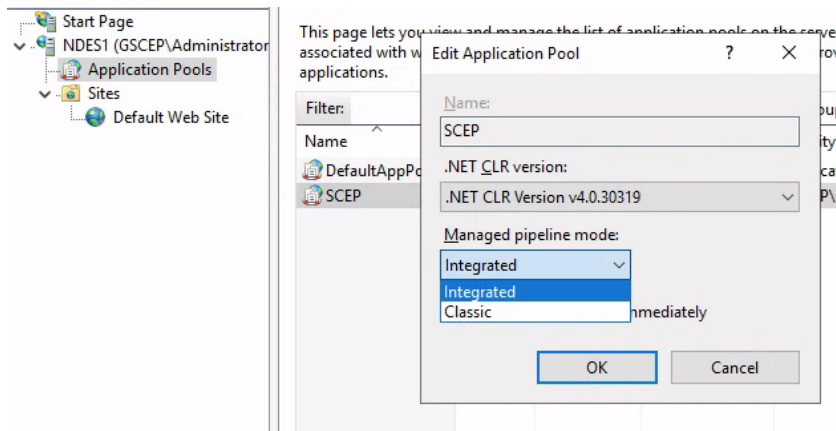 Start Page
NDES1 (GSCEP\Administrator
Application Pools
Sites
Default Web Site
This page lets you view and manage the list of application pools on the serve
associated with w
applications.
Filter:
Name
DefaultAppPo
SCEP
Edit Application Pool
?
Name:
SCEP
.NET CLR version:
.NET CLR Version v4.0.30319
Managed pipeline mode:
Integrated
Integrated
Classic
mmediately
OK
Cancel